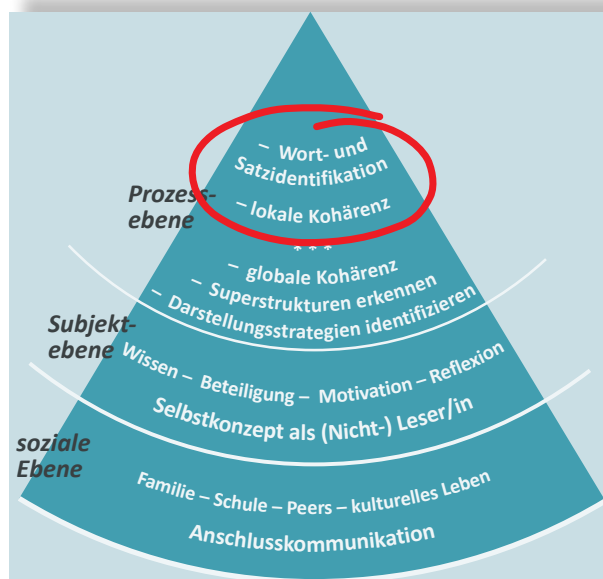 – Wort- und
Satzidentifikation
– lokale Kohärenz
Prozess-
ebene
* * *
– globale Kohärenz
– Superstrukturen erkennen
– Darstellungsstrategien identifizieren
Subjekt-
ebene
Wissen – Beteiligung – Motivation – Reflexion
Selbstkonzept als (Nicht-) Leser/in
soziale
Ebene
Familie – Schule – Peers – kulturelles Leben
Anschlusskommunikation